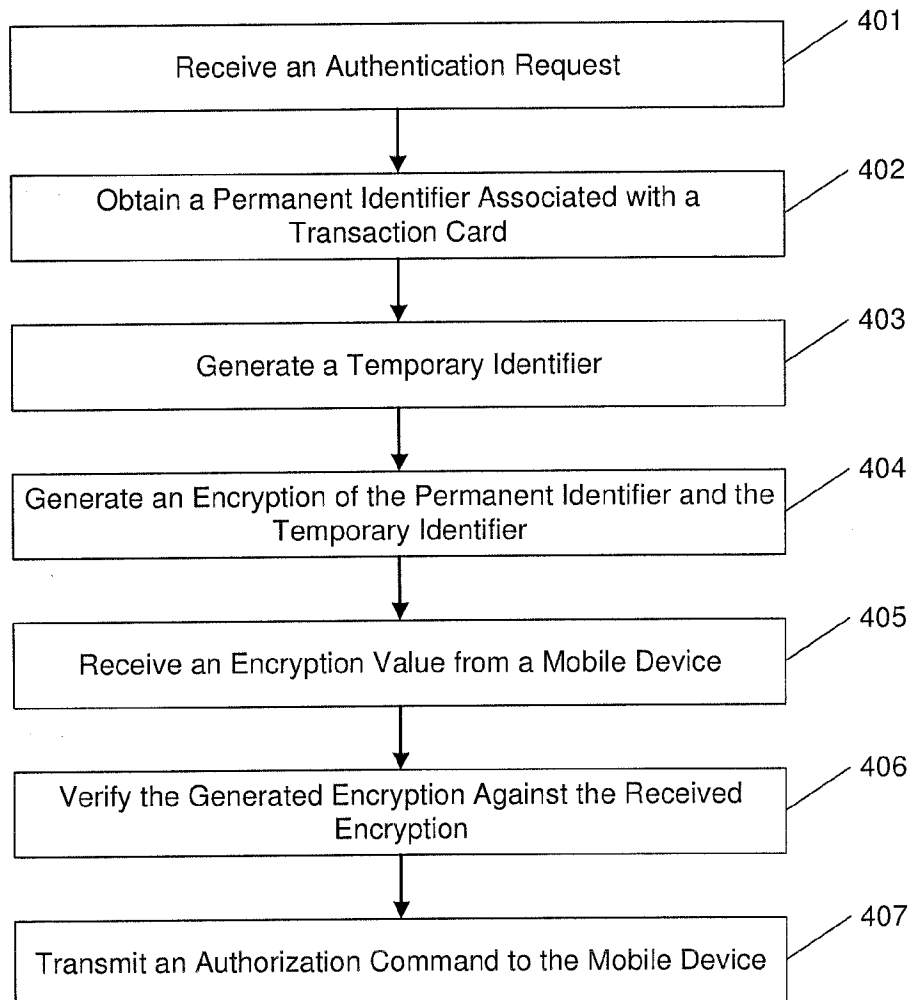 401
Receive an Authentication Request
402
Obtain a Permanent Identifier Associated with a
Transaction Card
403
Generate a Temporary Identifier
404
Generate an Encryption of the Permanent Identifier and the
Temporary Identifier
405
Receive an Encryption Value from a Mobile Device
406
Verify the Generated Encryption Against the Received
Encryption
407
Transmit an Authorization Command to the Mobile Device